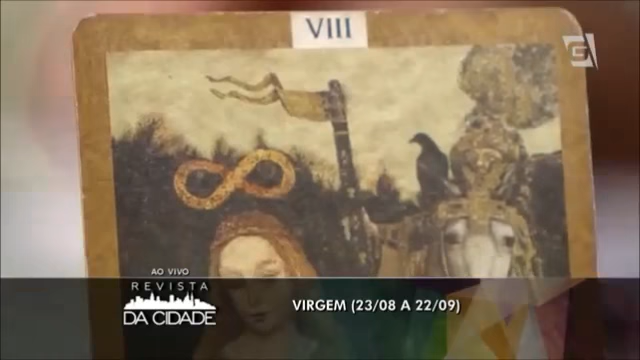 VIII
AO VIVO
REVISTA
DA CIDADE
VIRGEM (23/08 A 22/09)